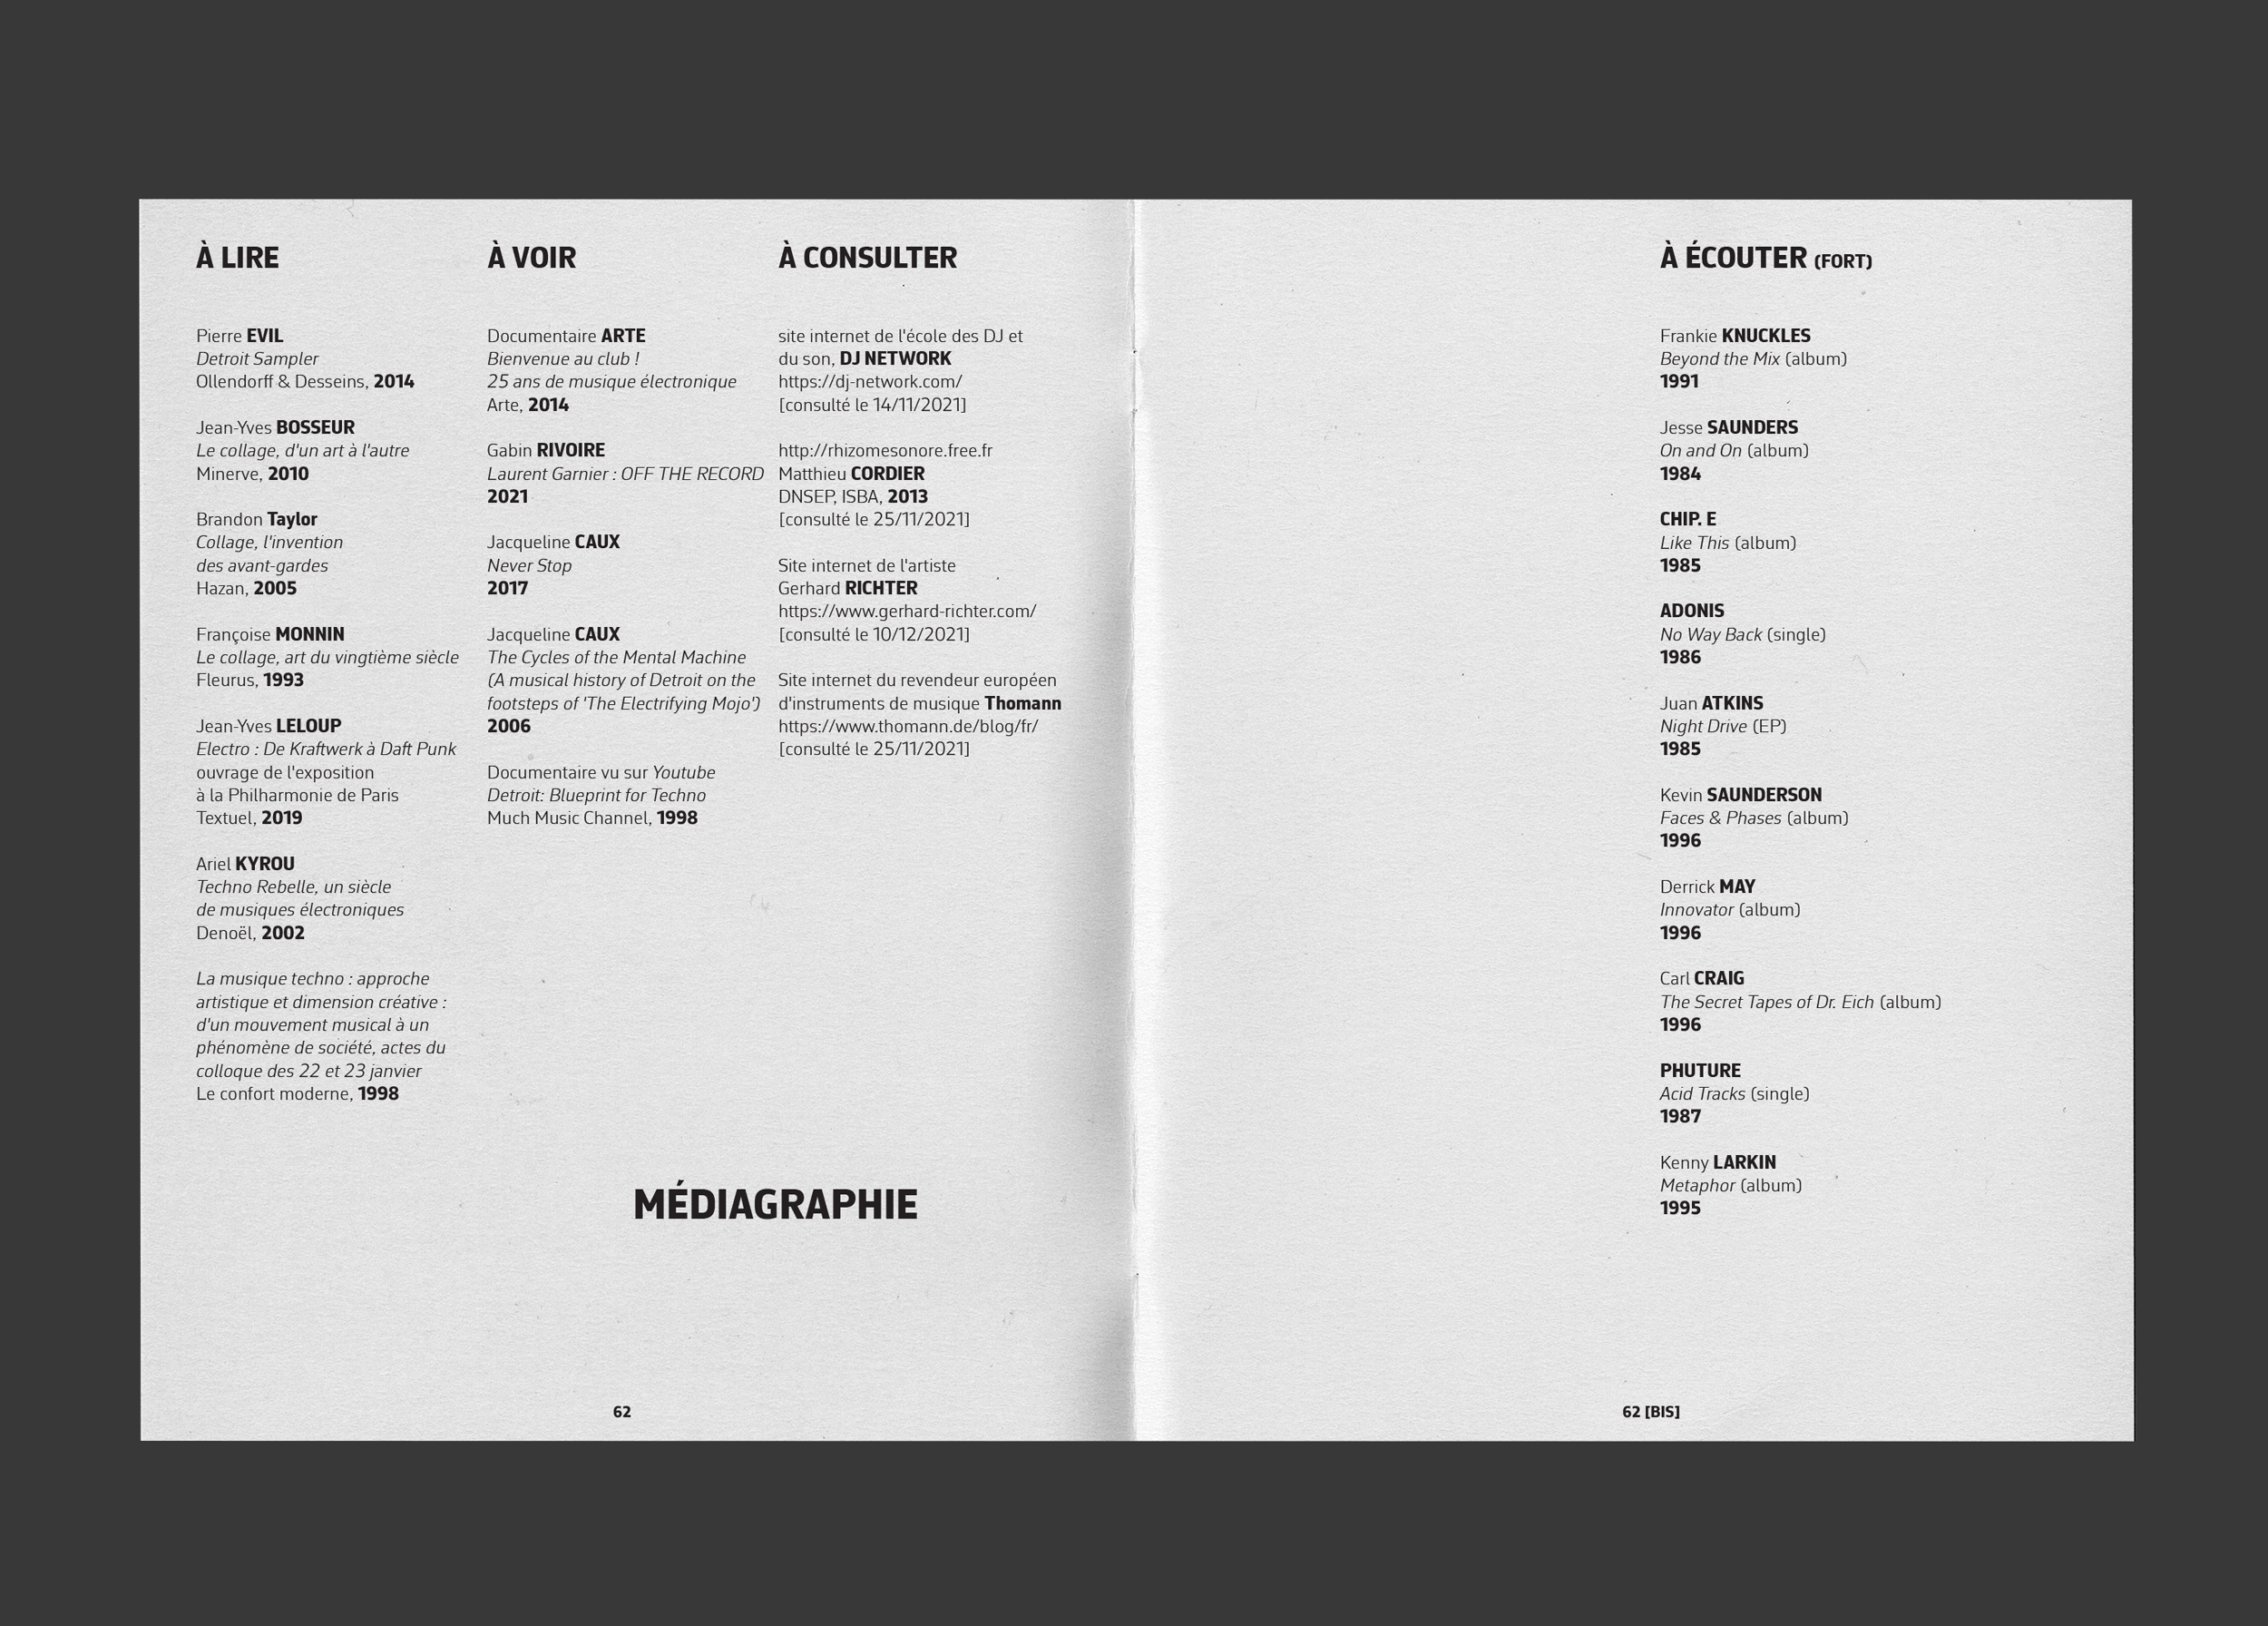 À LIRE
Pierre EVIL
Detroit Sampler
Ollendorff & Desseins, 2014
Jean-Yves BOSSEUR
Le collage, d'un art à l'autre
Minerve, 2010
Brandon Taylor
Collage, l'invention
des avant-gardes
Hazan, 2005
Françoise MONNIN
Le collage, art du vingtième siècle
Fleurus, 1993
Jean-Yves LELOUP
Electro : De Kraftwerk à Daft Punk
ouvrage de l'exposition
à la Philharmonie de Paris
Textuel, 2019
Ariel KYROU
Techno Rebelle, un siècle
de musiques électroniques
Denoël, 2002
La musique techno : approche
artistique et dimension créative :
d'un mouvement musical à un
phénomène de société, actes du
colloque des 22 et 23 janvier
Le confort moderne, 1998
À VOIR
Documentaire ARTE
Bienvenue au club !
25 ans de musique électronique
Arte, 2014
Gabin RIVOIRE
Laurent Garnier : OFF THE RECORD
2021
Jacqueline CAUX
Never Stop
2017
Jacqueline CAUX
The Cycles of the Mental Machine
(A musical history of Detroit on the
footsteps of 'The Electrifying Mojo')
2006
Documentaire vu sur Youtube
Detroit: Blueprint for Techno
Much Music Channel, 1998
À CONSULTER
site internet de l'école des DJ et
du son, DJ NETWORK
https://dj-network.com/
[consulté le 14/11/2021]
http://rhizomesonore.free.fr
Matthieu CORDIER
DNSEP, ISBA, 2013
[consulté le 25/11/2021]
Site internet de l'artiste
Gerhard RICHTER
https://www.gerhard-richter.com/
[consulté le 10/12/2021]
Site internet du revendeur européen
d'instruments de musique Thomann
https://www.thomann.de/blog/fr/
[consulté le 25/11/2021]
MÉDIAGRAPHIE
62
À ÉCOUTER (FORT)
Frankie KNUCKLES
Beyond the Mix (album)
1991
Jesse SAUNDERS
On and On (album)
1984
CHIP. E
Like This (album)
1985
ADONIS
No Way Back (single)
1986
Juan ATKINS
Night Drive (EP)
1985
Kevin SAUNDERSON
Faces & Phases (album)
1996
Derrick MAY
Innovator (album)
1996
Carl CRAIG
The Secret Tapes of Dr. Eich (album)
1996
PHUTURE
Acid Tracks (single)
1987
Kenny LARKIN
Metaphor (album)
1995
62 [BIS]